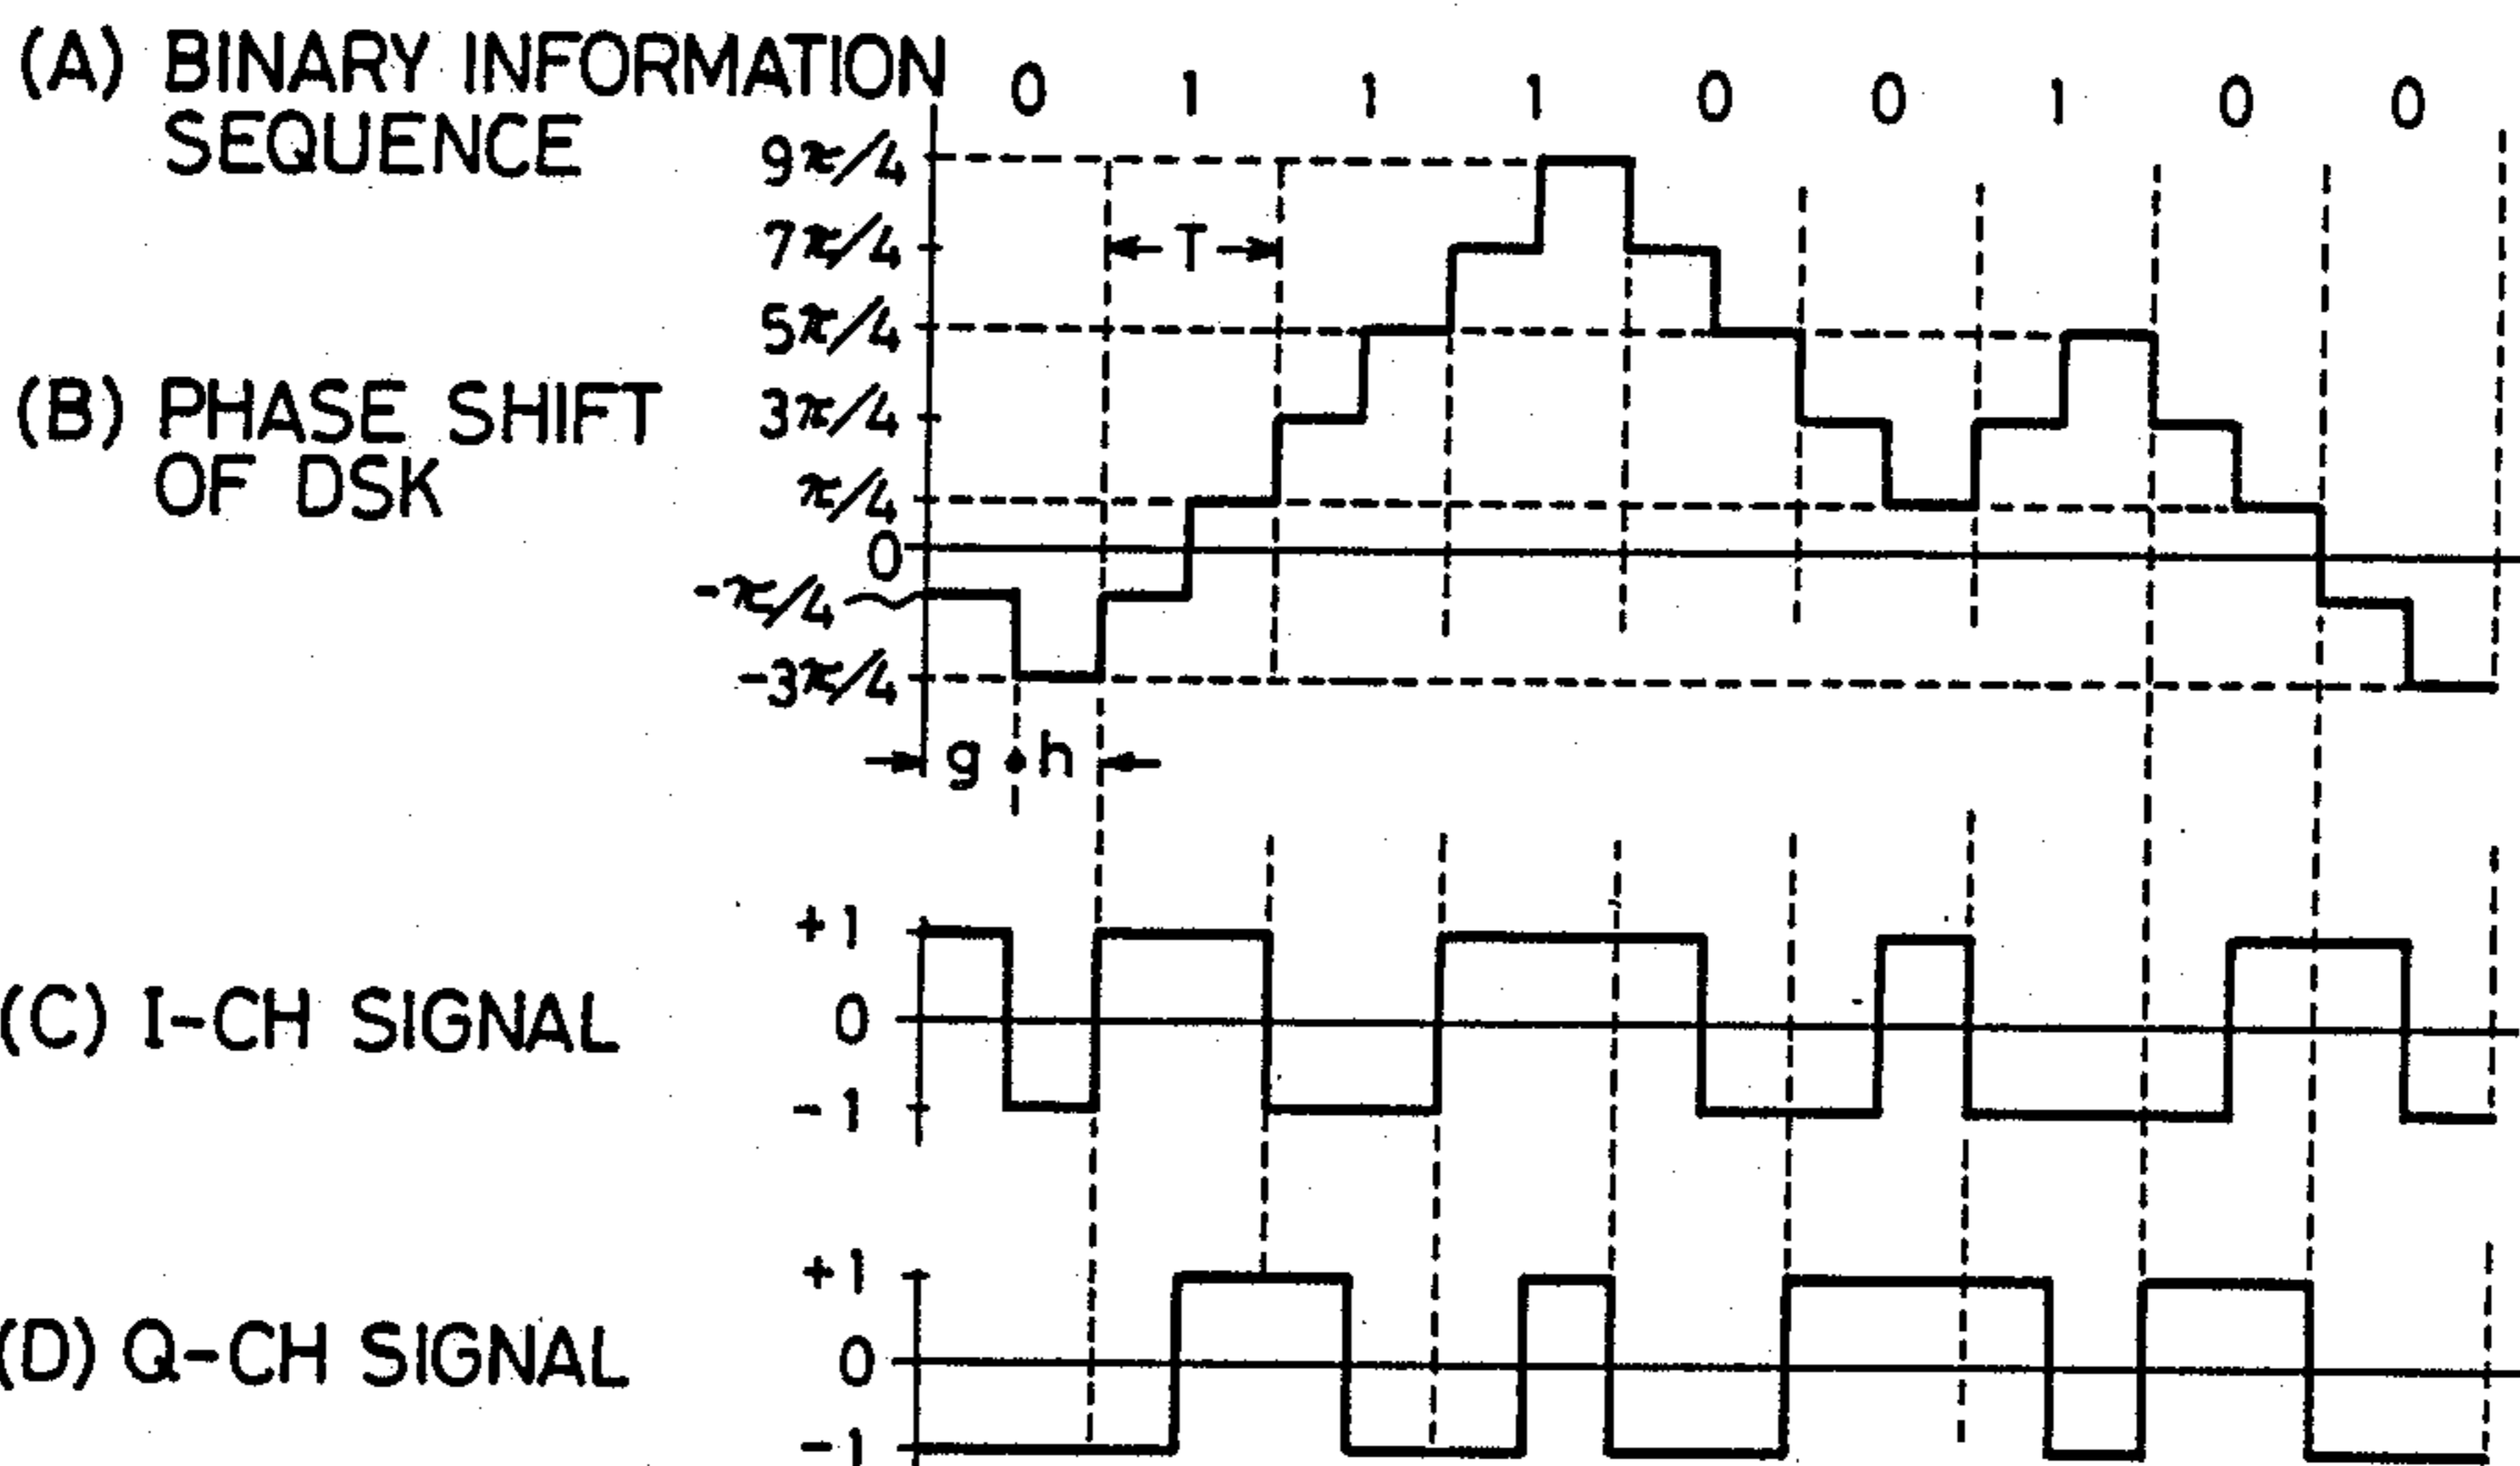 (A) BINARY INFORMATION SEQUENCE
0 1 1 1 0 0 1 0 0
9π/4
7π/4
T
5π/4
(B) PHASE SHIFT OF DSK
3π/4
π/4
0
-π/4
-3π/4
g h
+1
(C) I-CH SIGNAL
0
-1
+1
(D) Q-CH SIGNAL
0
-1